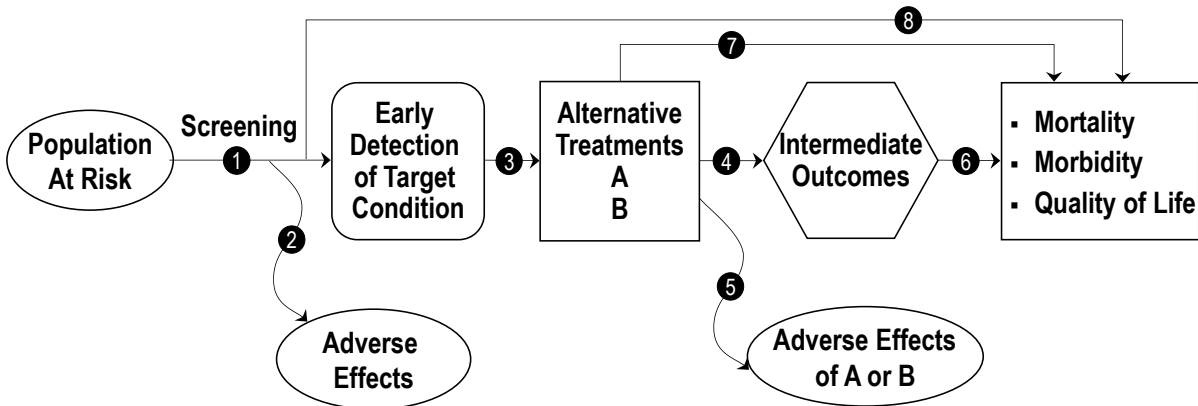 8
7
Population
At Risk
Screening
1
2
Adverse
Effects
Early
Detection
of Target
Condition
3
Alternative
Treatments
A
B
4
5
Adverse Effects
of A or B
Intermediate
Outcomes
6
▪ Mortality
▪ Morbidity
▪ Quality of Life